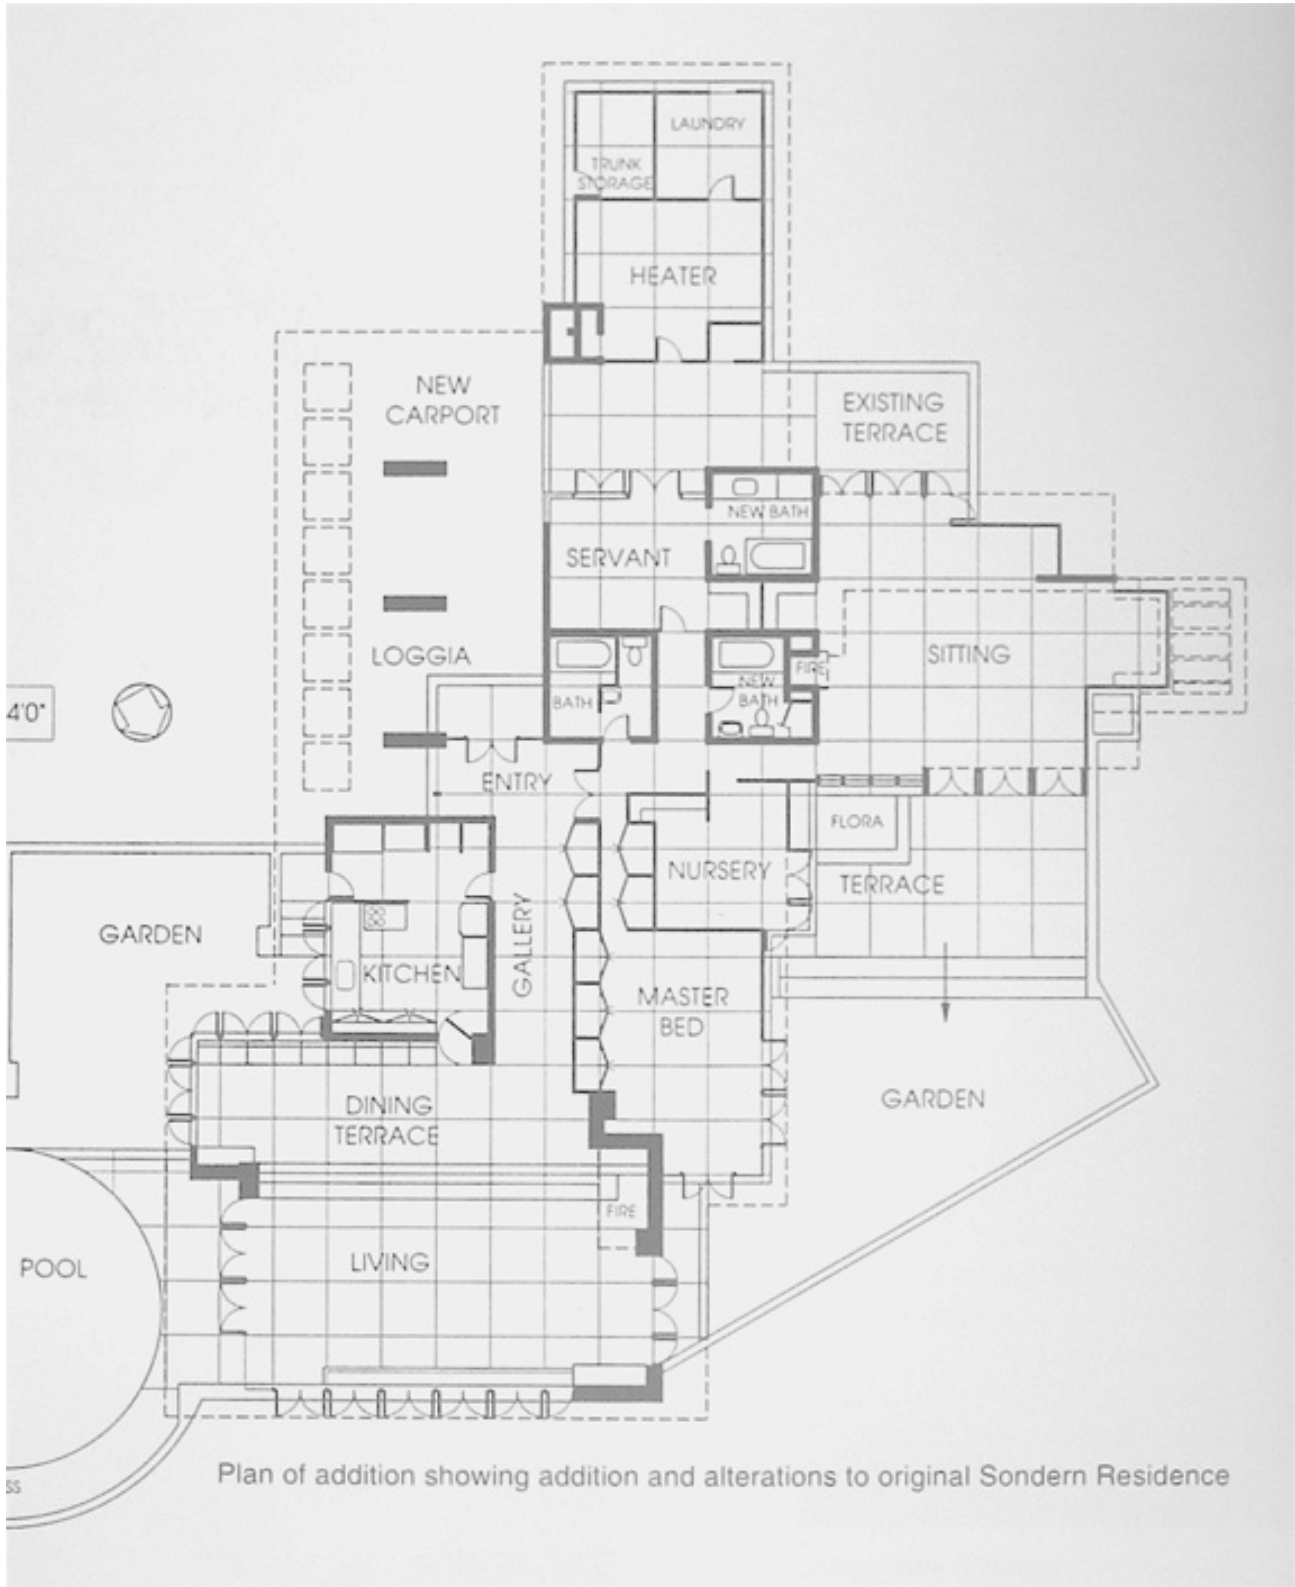 LAUNDRY
TRUNK
STORAGE
HEATER
NEW
CARPORT
EXISTING
TERRACE
NEW BATH
SERVANT
LOGGIA
SITTING
FIRE
BATH
NEW
BATH
4'0"
ENTRY
FLORA
NURSERY
TERRACE
GARDEN
GALLERY
KITCHEN
MASTER
BED
GARDEN
DINING
TERRACE
FIRE
LIVING
POOL
SS
Plan of addition showing addition and alterations to original Sondern Residence